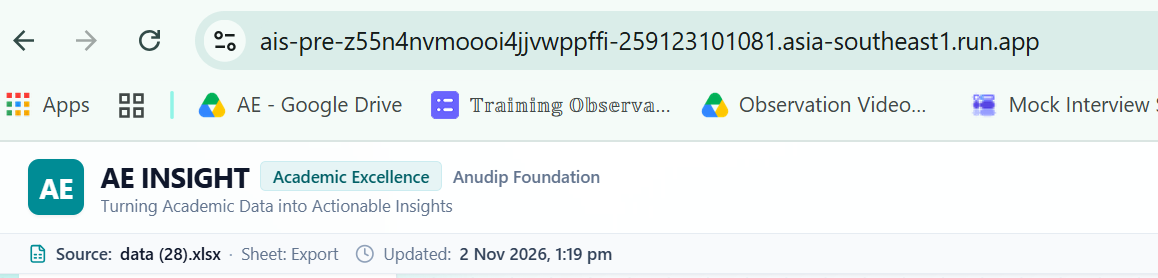 ais-pre-z55n4nvmoooi4jjvwppffi-259123101081.asia-southeast1.run.app
Apps AE - Google Drive 𝕋𝕣𝕒𝕚𝕟𝕚𝕟𝕘 𝕆𝕓𝕤𝕖𝕣𝕧𝕒... Observation Video... Mock Interview
AE AE INSIGHT Academic Excellence Anudip Foundation
Turning Academic Data into Actionable Insights
Source: data (28).xlsx · Sheet: Export Updated: 2 Nov 2026, 1:19 pm